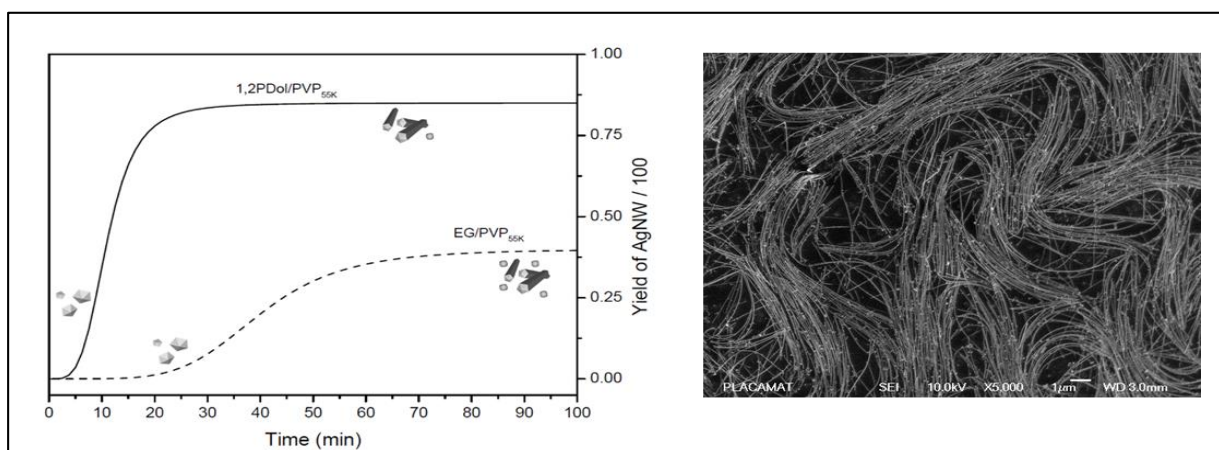 1.00
1,2PDol/PVP55K
0.75
0.50
EG/PVP55K
0.25
0.00
Yield of AgNW / 100
0 10 20 30 40 50 60 70 80 90 100
Time (min)
PLACAMAT SEI 10.0kV X5,000 1µm WD 3.0mm